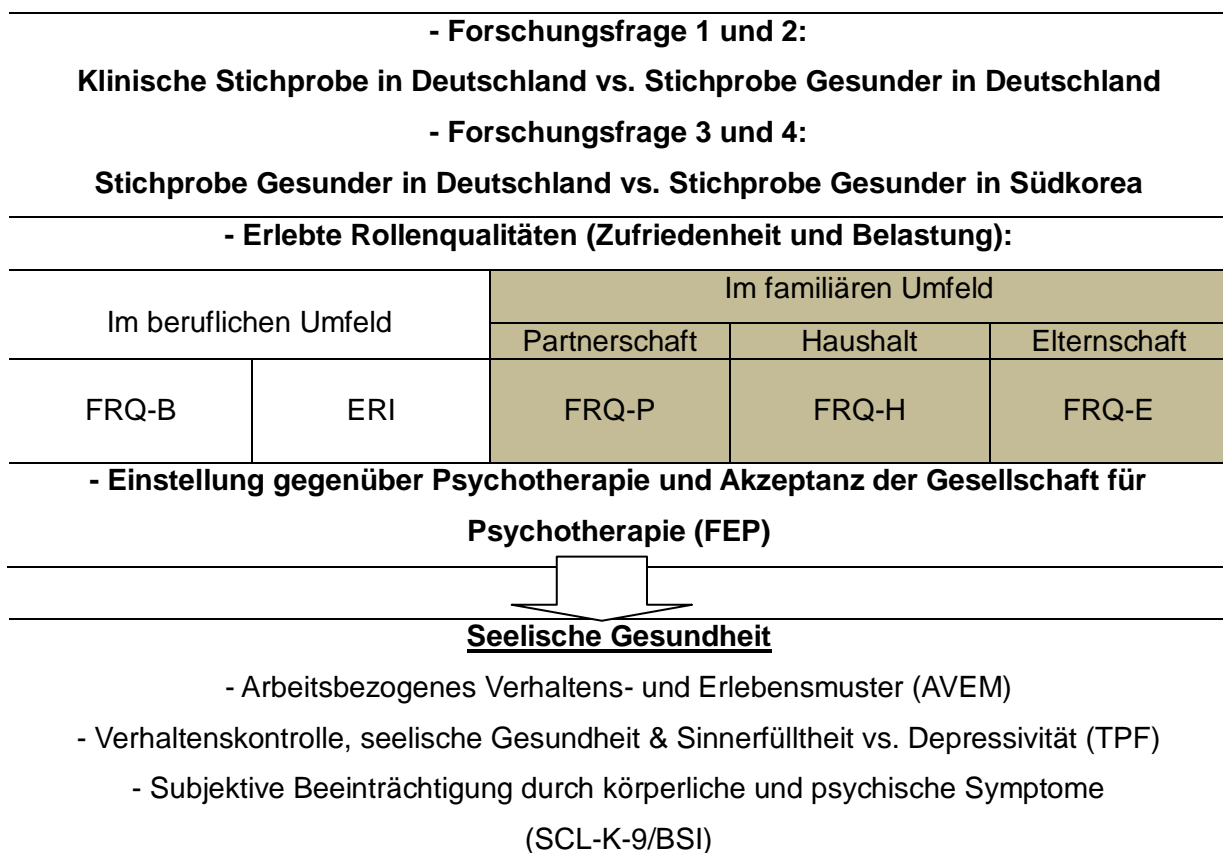 - Forschungsfrage 1 und 2:
Klinische Stichprobe in Deutschland vs. Stichprobe Gesunder in Deutschland
- Forschungsfrage 3 und 4:
Stichprobe Gesunder in Deutschland vs. Stichprobe Gesunder in Südkorea
- Erlebte Rollenqualitäten (Zufriedenheit und Belastung):
Im beruflichen Umfeld
Im familiären Umfeld
Partnerschaft Haushalt Elternschaft
FRQ-B ERI FRQ-P FRQ-H FRQ-E
- Einstellung gegenüber Psychotherapie und Akzeptanz der Gesellschaft für
Psychotherapie (FEP)
Seelische Gesundheit
- Arbeitsbezogenes Verhaltens- und Erlebensmuster (AVEM)
- Verhaltenskontrolle, seelische Gesundheit & Sinnerfülltheit vs. Depressivität (TPF)
- Subjektive Beeinträchtigung durch körperliche und psychische Symptome
(SCL-K-9/BSI)